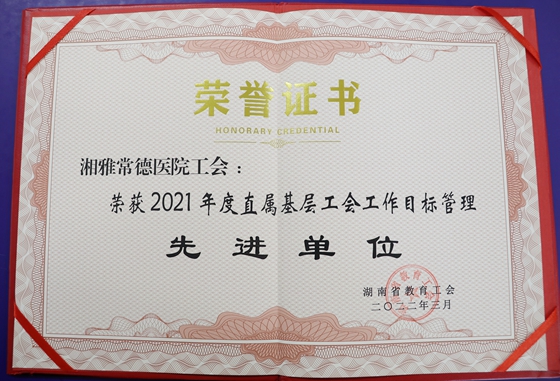 荣誉证书
HONORARY CREDENTIAL
湘雅常德医院工会：
荣获2021年度直属基层工会工作目标管理
先进单位
湖南省教育工会
二〇二二年三月